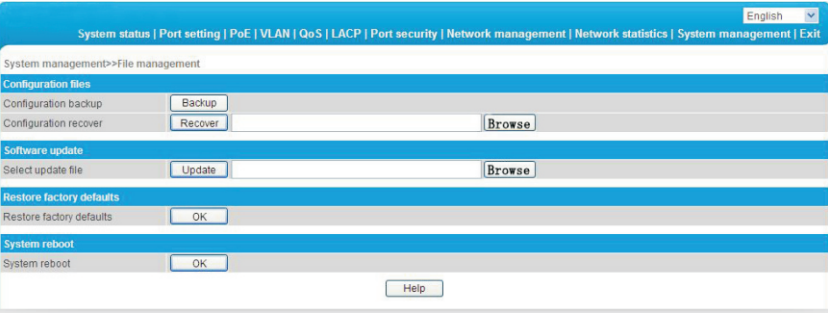 English
System status | Port setting | PoE | VLAN | QoS | LACP | Port security | Network management | Network statistics | System management | Exit
System management>>File management
Configuration files
Configuration backup Backup
Configuration recover Recover Browse
Software update
Select update file Update Browse
Restore factory defaults
Restore factory defaults OK
System reboot
System reboot OK
Help